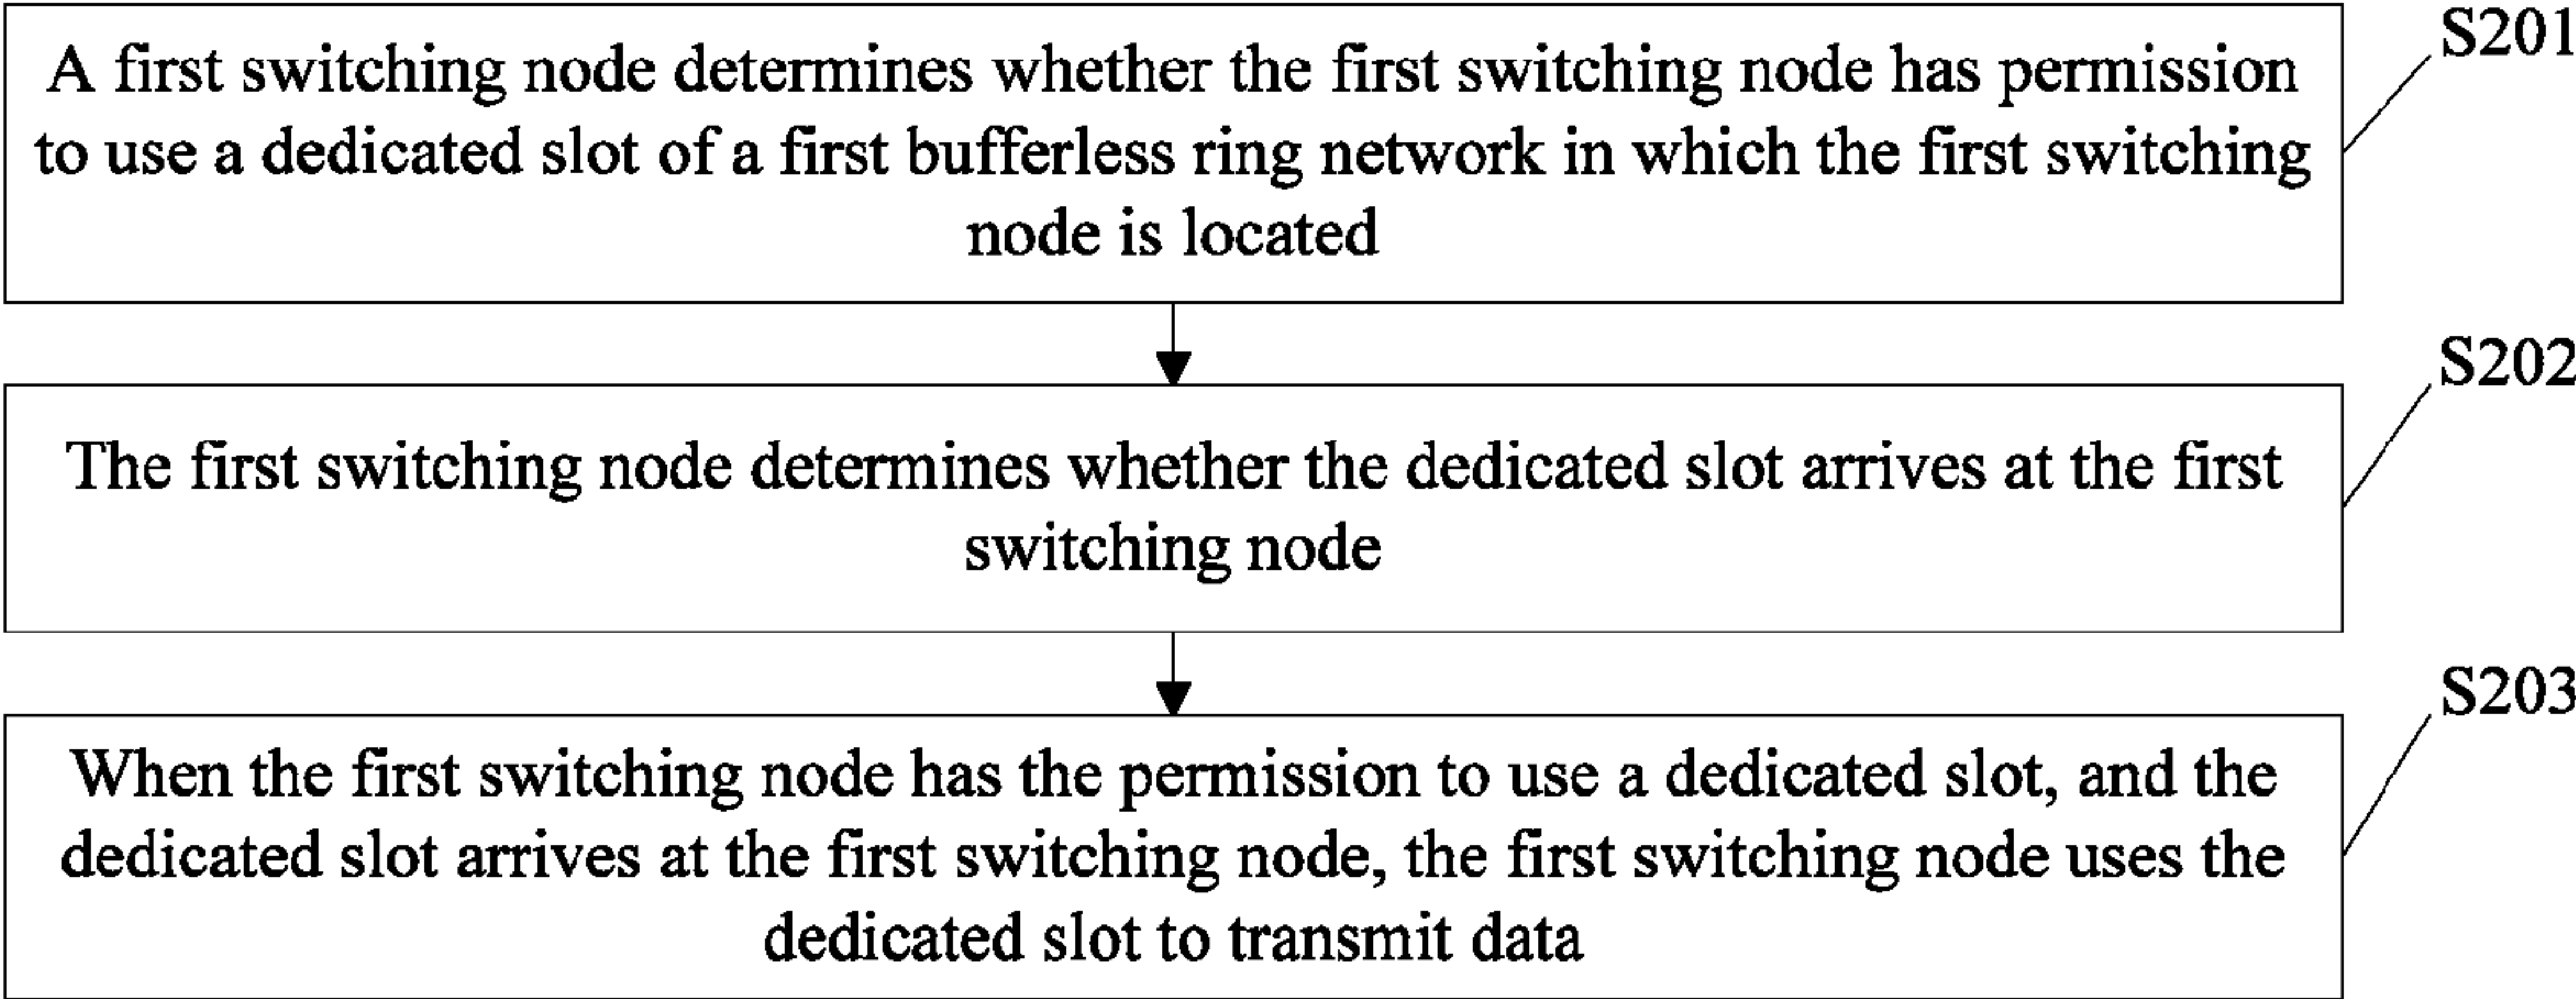 A first switching node determines whether the first switching node has permission
to use a dedicated slot of a first bufferless ring network in which the first switching
node is located
S201
The first switching node determines whether the dedicated slot arrives at the first
switching node
S202
When the first switching node has the permission to use a dedicated slot, and the
dedicated slot arrives at the first switching node, the first switching node uses the
dedicated slot to transmit data
S203